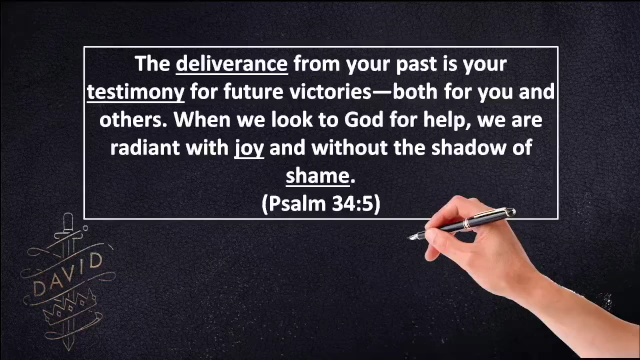 The deliverance from your past is your
testimony for future victories—both for you and
others. When we look to God for help, we are
radiant with joy and without the shadow of
shame.
(Psalm 34:5)
DAVID